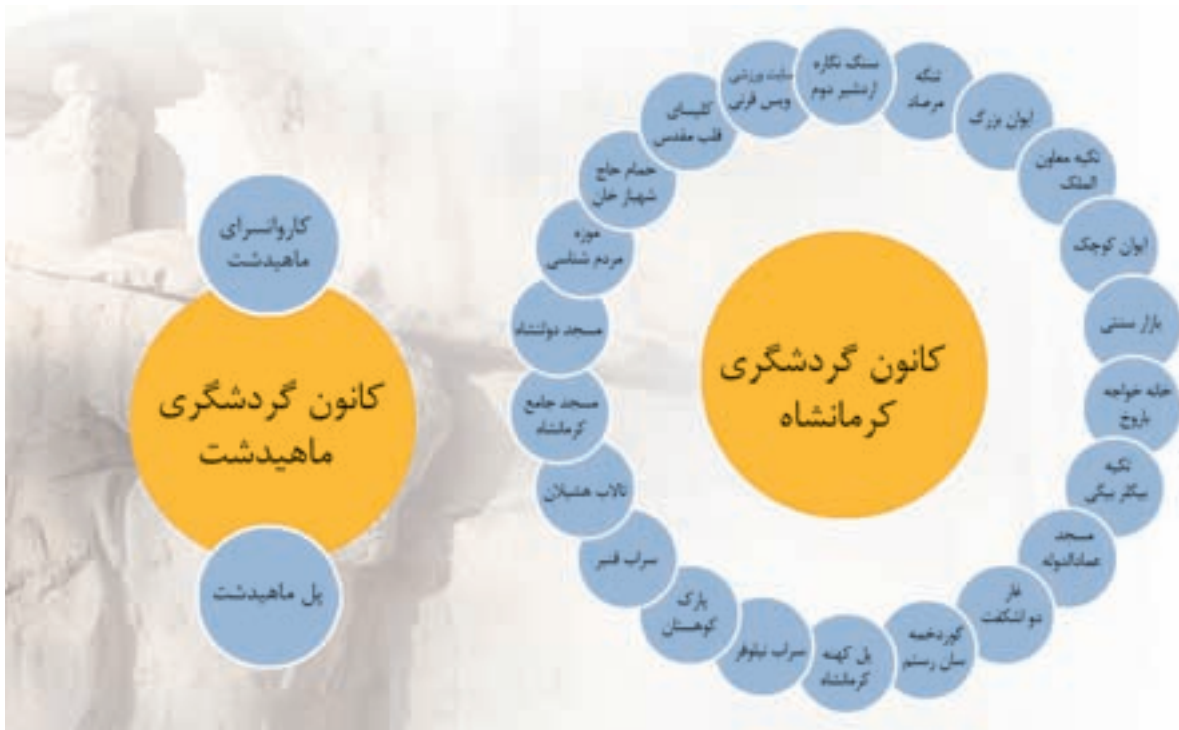 سنگ نگاره
اردشیر دوم
تنگه
مرصاد
ایوان بزرگ
تکیه معاون
الملک
ایوان کوچک
بازار سنتی
خانه خواجه
باروخ
تکیه
بیگلر بیگی
مسجد
عمادالدوله
غار
دو اشکفت
گوردخمه
سان رستم
پل کهنه
کرمانشاه
سراب نیلوفر
پارک
کوهستان
سراب قنبر
تالاب هشیلان
مسجد جامع
کرمانشاه
مسجد دولتشاه
موزه
مردم شناسی
حمام حاج
شهباز خان
کلیسای
قلب مقدس
سایت ورزشی
ویس قرنی
کانون گردشگری
کرمانشاه
کاروانسرای
ماهیدشت
کانون گردشگری
ماهیدشت
پل ماهیدشت